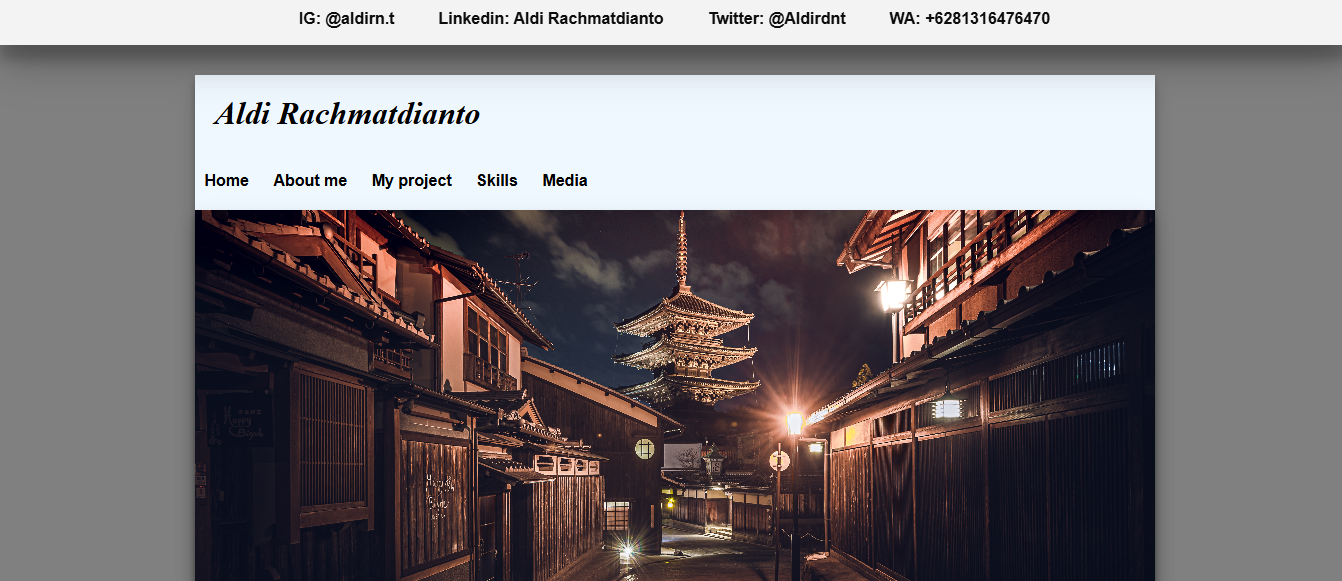 IG: @aldirn.t Linkedin: Aldi Rachmatdianto Twitter: @Aldirdnt WA: +6281316476470
Aldi Rachmatdianto
Home About me My project Skills Media